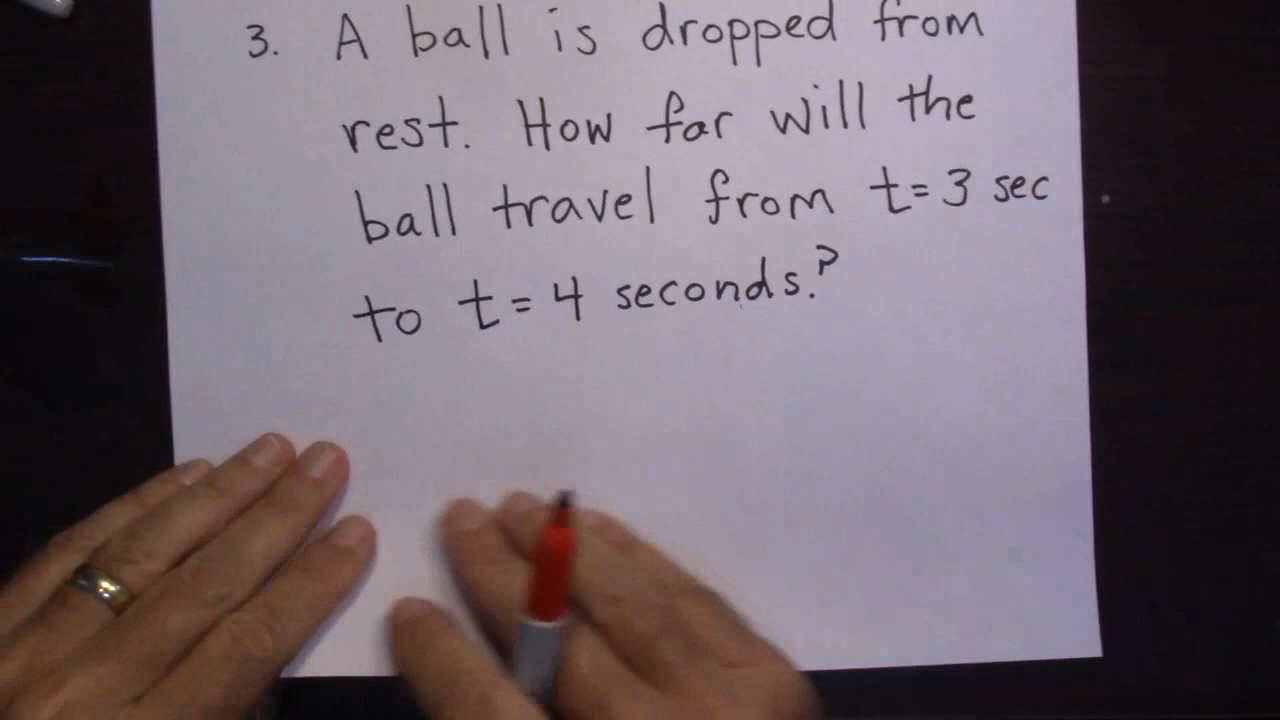 3. A ball is dropped from
rest. How far will the
ball travel from t=3 sec
to t=4 seconds.?